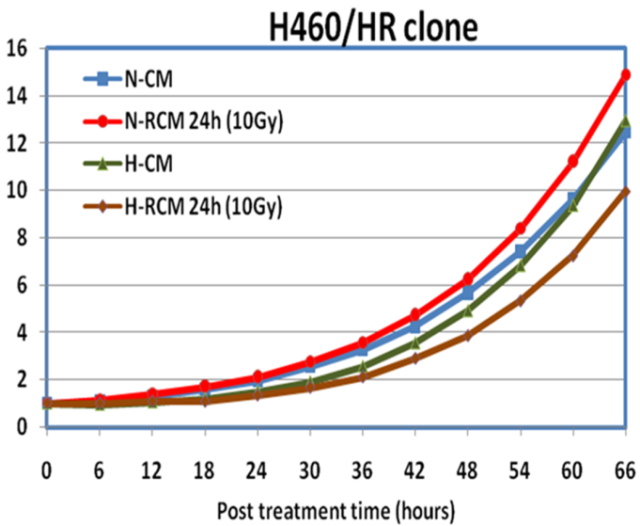 H460/HR clone
16
14
12
10
8
6
4
2
0
N-CM
N-RCM 24h (10Gy)
H-CM
H-RCM 24h (10Gy)
0 6 12 18 24 30 36 42 48 54 60 66
Post treatment time (hours)